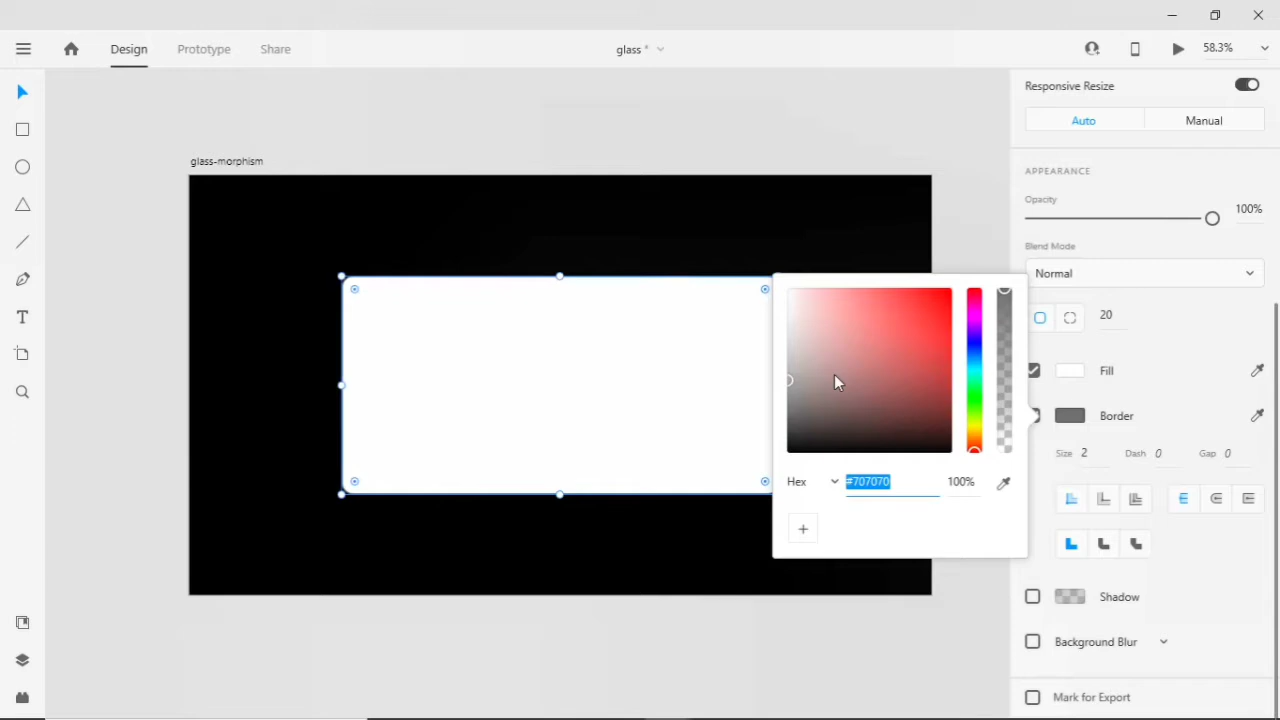 Design
Prototype
Share
glass *
58.3%
Responsive Resize
Auto
Manual
glass-morphism
APPEARANCE
Opacity
100%
Blend Mode
Normal
20
Fill
Border
Size 2
Dash 0
Gap 0
Hex
#707070
100%
+
Shadow
Background Blur
Mark for Export